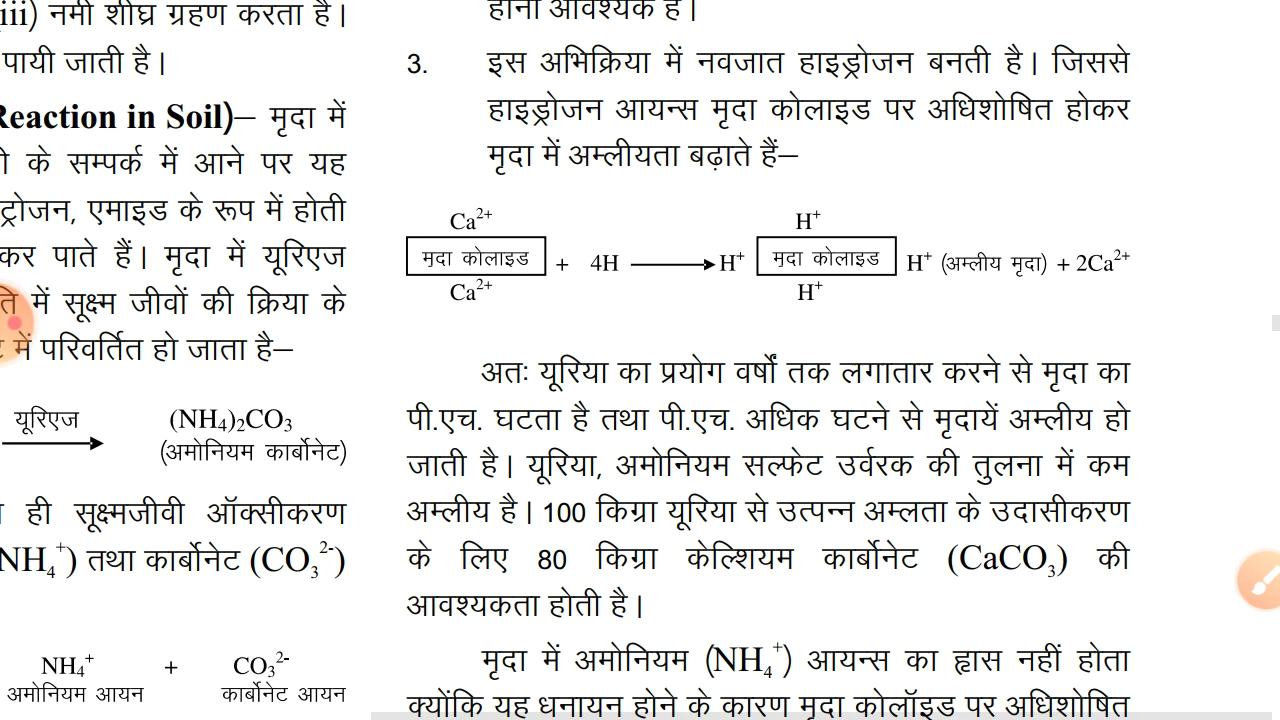 iii) नमी शीघ्र ग्रहण करता है।
पायी जाती है।
Reaction in Soil)– मृदा में
के सम्पर्क में आने पर यह
ट्रोजन, एमाइड के रूप में होती
कर पाते हैं। मृदा में यूरिएज
में सूक्ष्म जीवों की क्रिया के
में परिवर्तित हो जाता है–
यूरिएज
(NH4)2CO3
(अमोनियम कार्बोनेट)
ही सूक्ष्मजीवी ऑक्सीकरण
NH4+) तथा कार्बोनेट (CO3 2-)
NH4+ + CO3 2-
अमोनियम आयन कार्बोनेट आयन
होना आवश्यक है।
3. इस अभिक्रिया में नवजात हाइड्रोजन बनती है। जिससे
हाइड्रोजन आयन्स मृदा कोलाइड पर अधिशोषित होकर
मृदा में अम्लीयता बढ़ाते हैं–
Ca2+ H+
मृदा कोलाइड + 4H ⟶ H+ मृदा कोलाइड H+ (अम्लीय मृदा) + 2Ca2+
Ca2+ H+
अतः यूरिया का प्रयोग वर्षों तक लगातार करने से मृदा का
पी.एच. घटता है तथा पी.एच. अधिक घटने से मृदायें अम्लीय हो
जाती है। यूरिया, अमोनियम सल्फेट उर्वरक की तुलना में कम
अम्लीय है। 100 किग्रा यूरिया से उत्पन्न अम्लता के उदासीकरण
के लिए 80 किग्रा केल्शियम कार्बोनेट (CaCO3) की
आवश्यकता होती है।
मृदा में अमोनियम (NH4+) आयन्स का ह्रास नहीं होता
क्योंकि यह धनायन होने के कारण मृदा कोलॉइड पर अधिशोषित